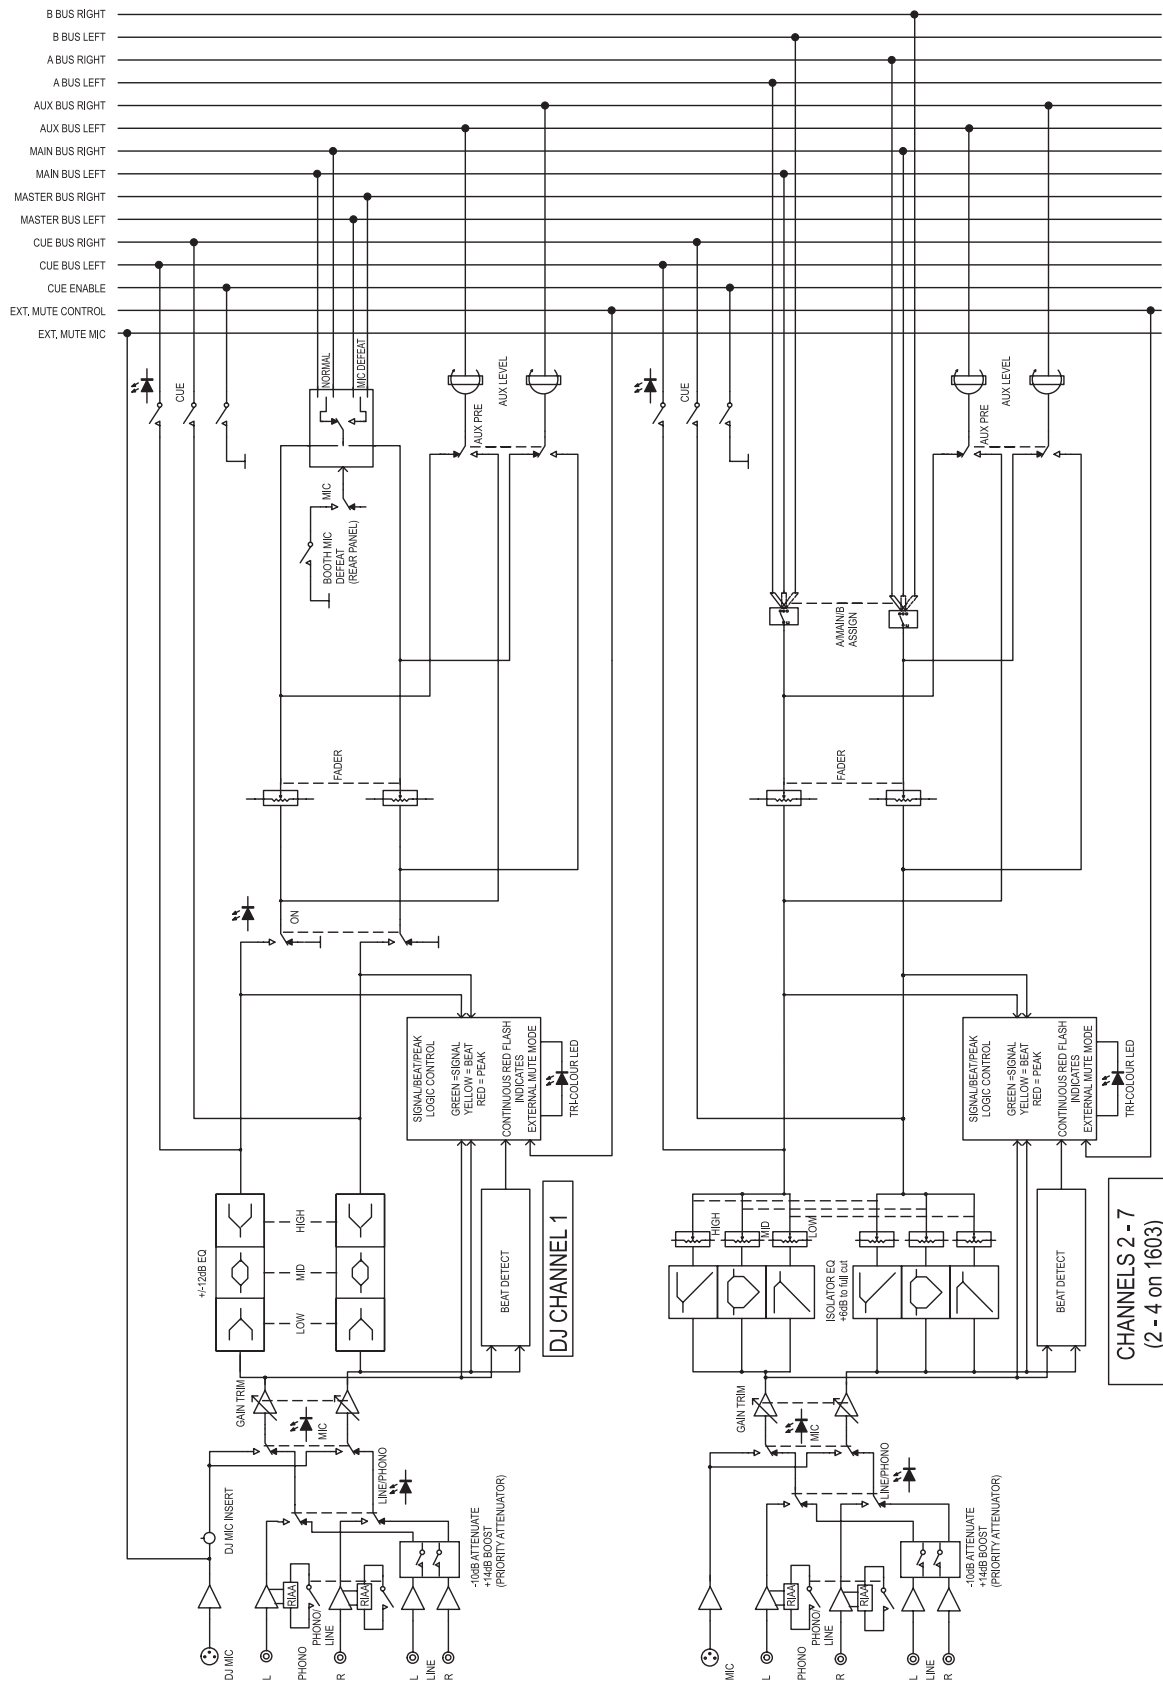 B BUS RIGHT
B BUS LEFT
A BUS RIGHT
A BUS LEFT
AUX BUS RIGHT
AUX BUS LEFT
MAIN BUS RIGHT
MAIN BUS LEFT
MASTER BUS RIGHT
MASTER BUS LEFT
CUE BUS RIGHT
CUE BUS LEFT
CUE ENABLE
EXT, MUTE CONTROL
EXT, MUTE MIC
CUE
NORMAL
MIC DEFEAT
AUX LEVEL
AUX PRE
MIC
BOOTH MIC
DEFEAT
(REAR PANEL)
FADER
ON
SIGNAL/BEAT/PEAK
LOGIC CONTROL
GREEN =SIGNAL
YELLOW = BEAT
RED = PEAK
CONTINUOUS RED FLASH
INDICATES
EXTERNAL MUTE MODE
TRI-COLOUR LED
+/-12dB EQ
HIGH
MID
LOW
BEAT DETECT
DJ CHANNEL 1
GAIN TRIM
MIC
LINE/PHONO
DJ MIC INSERT
-10dB ATTENUATE
+14dB BOOST
(PRIORITY ATTENUATOR)
RIAA
RIAA
PHONO/
LINE
DJ MIC
L
PHONO
R
L
LINE
R
CUE
AUX LEVEL
AUX PRE
A/MAIN/B
ASSIGN
FADER
SIGNAL/BEAT/PEAK
LOGIC CONTROL
GREEN =SIGNAL
YELLOW = BEAT
RED = PEAK
CONTINUOUS RED FLASH
INDICATES
EXTERNAL MUTE MODE
TRI-COLOUR LED
HIGH
MID
LOW
ISOLATOR EQ
+6dB to full cut
BEAT DETECT
CHANNELS 2 - 7
(2 - 4 on 1603)
GAIN TRIM
MIC
LINE/PHONO
-10dB ATTENUATE
+14dB BOOST
(PRIORITY ATTENUATOR)
RIAA
RIAA
PHONO/
LINE
MIC
L
PHONO
R
L
LINE
R